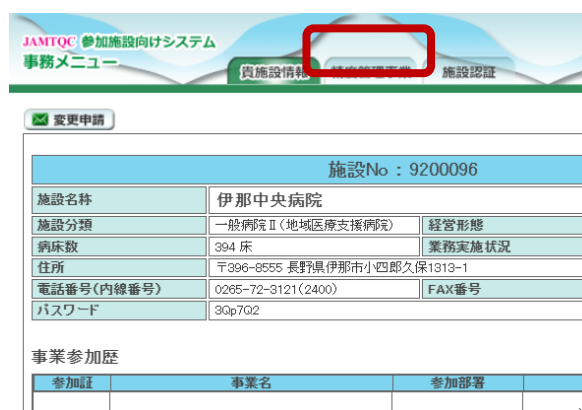 JAMTQC 参加施設向けシステム
事務メニュー
貴施設情報 精度管理事業 施設認証
変更申請
施設No：9200096
施設名称 伊那中央病院
施設分類 一般病院Ⅱ(地域医療支援病院) 経営形態
病床数 394 床 業務実施状況
住所 〒396-8555 長野県伊那市小四郎久保1313-1
電話番号(内線番号) 0265-72-3121(2400) FAX番号
パスワード 3Qp7Q2
事業参加歴
参加証 事業名 参加部署